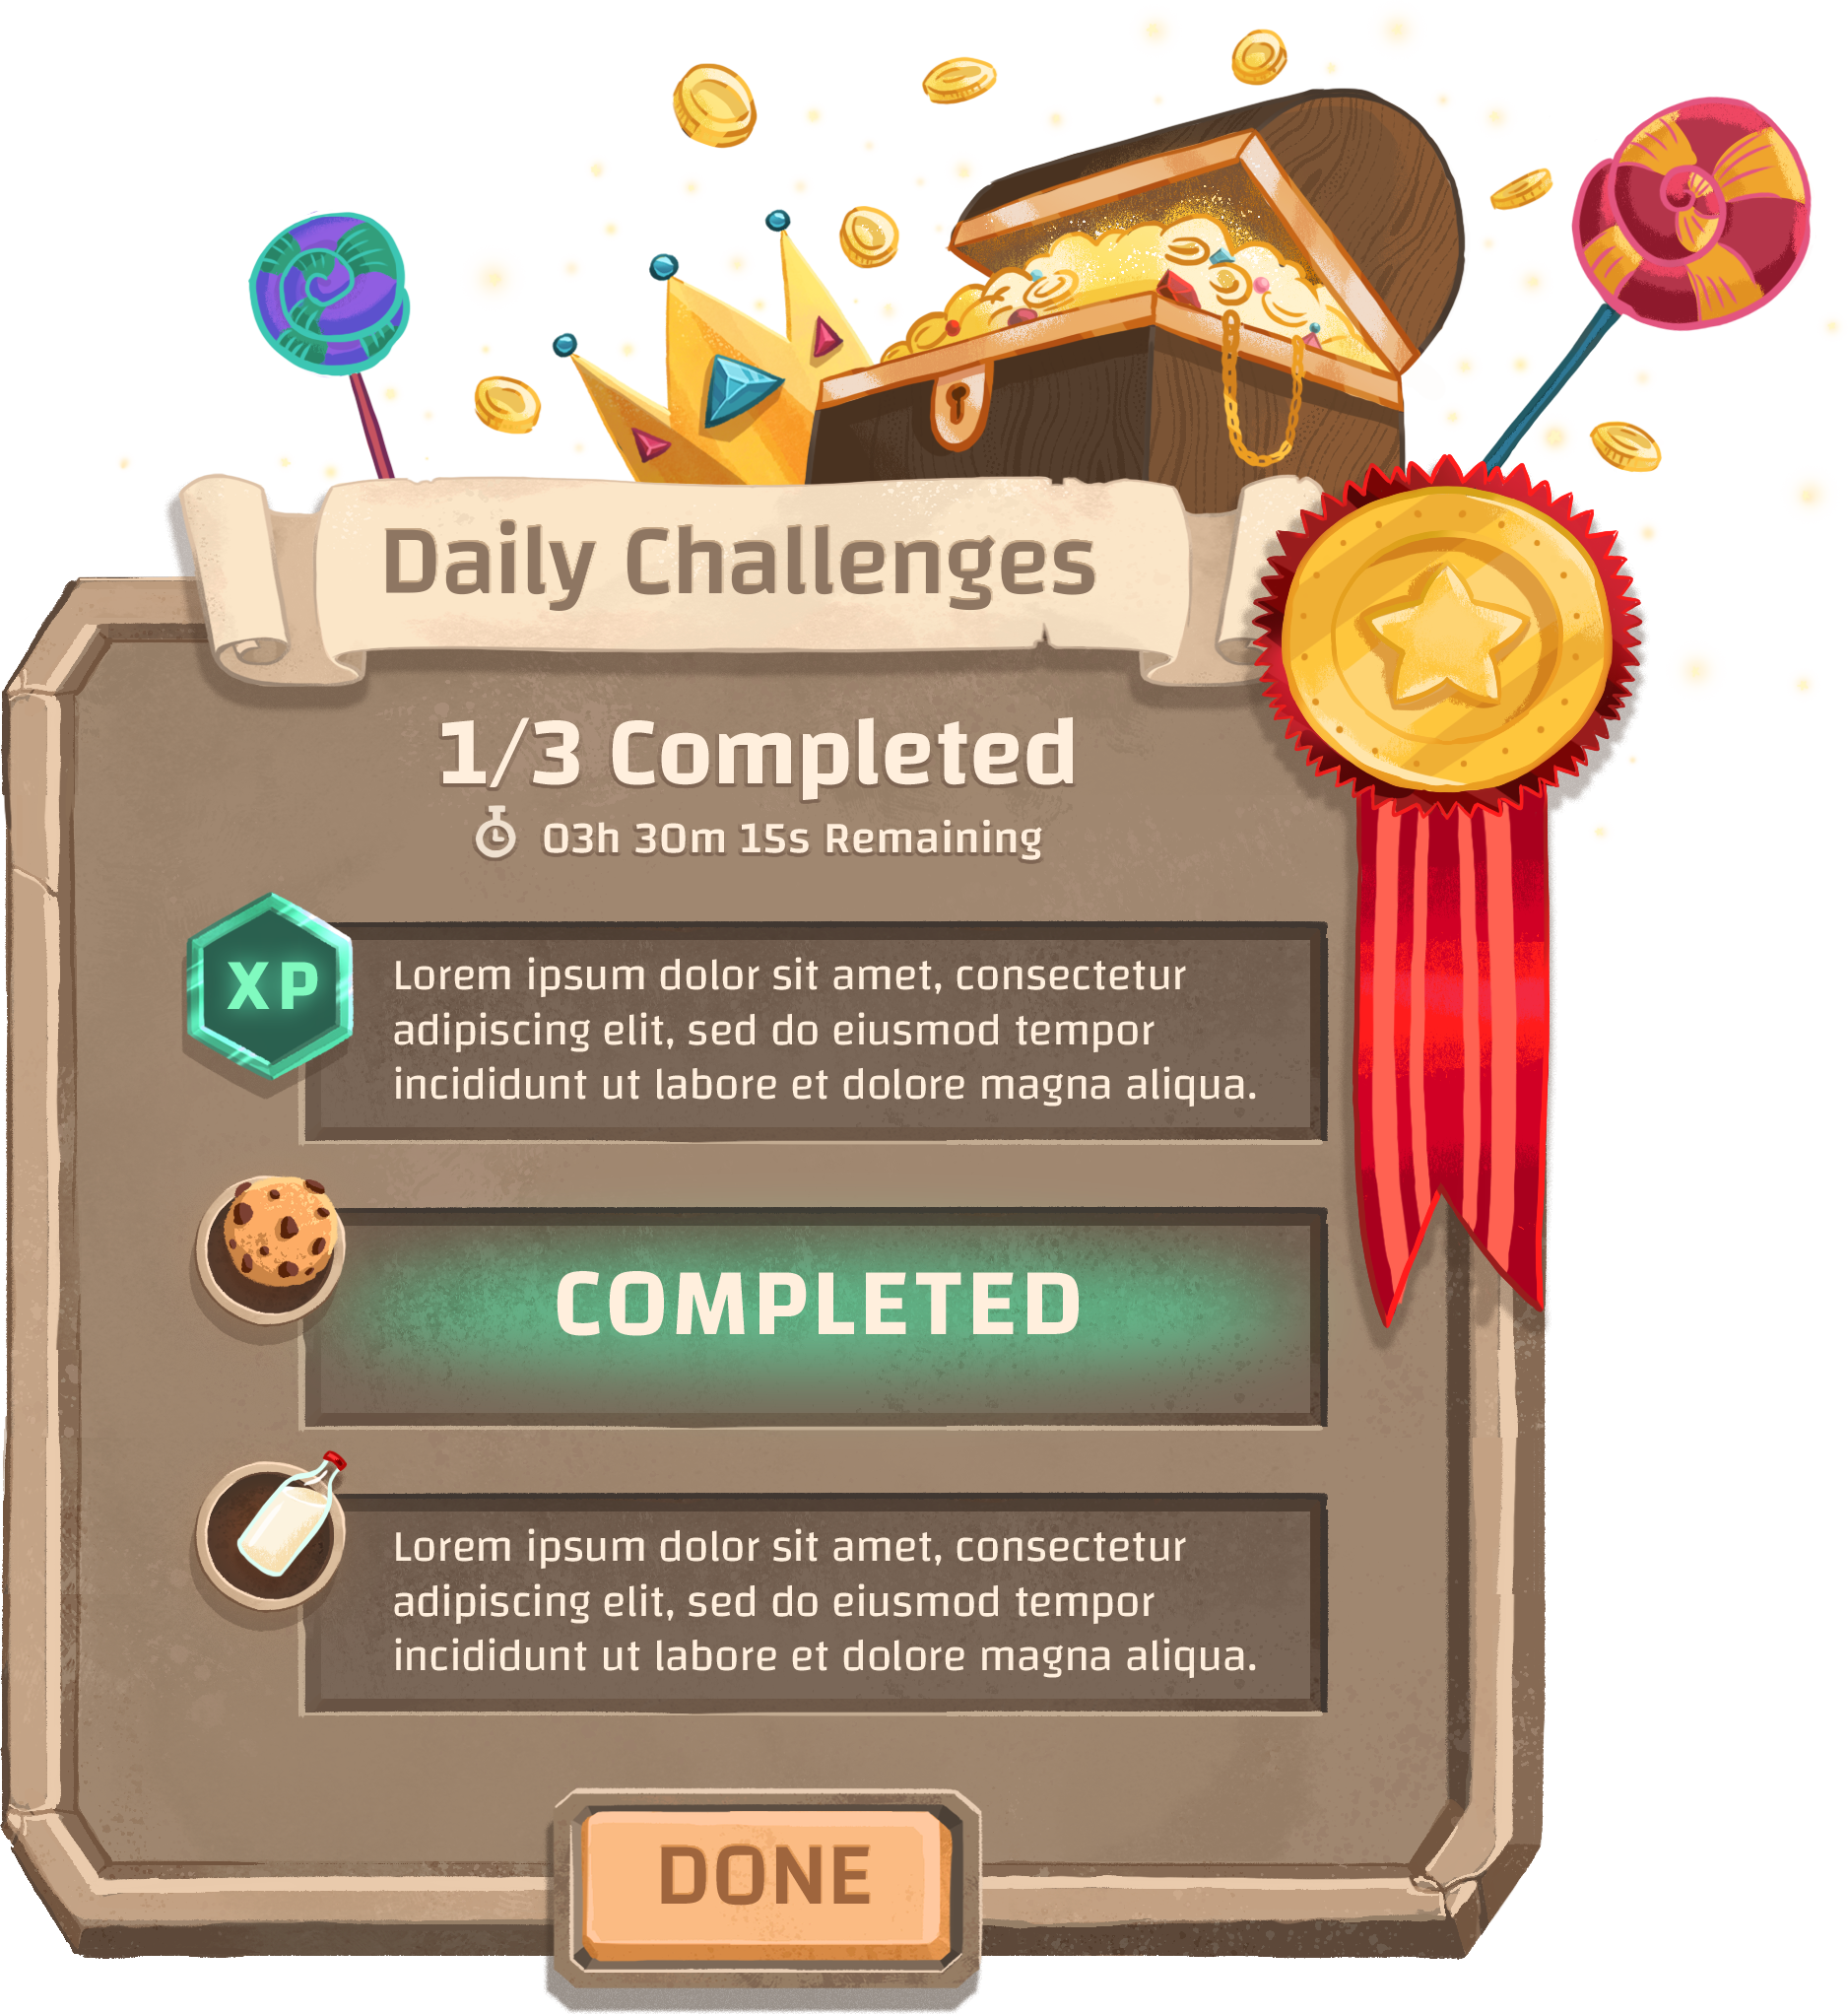 Daily Challenges
1/3 Completed
03h 30m 15s Remaining
XP
Lorem ipsum dolor sit amet, consectetur
adipiscing elit, sed do eiusmod tempor
incididunt ut labore et dolore magna aliqua.
COMPLETED
Lorem ipsum dolor sit amet, consectetur
adipiscing elit, sed do eiusmod tempor
incididunt ut labore et dolore magna aliqua.
DONE